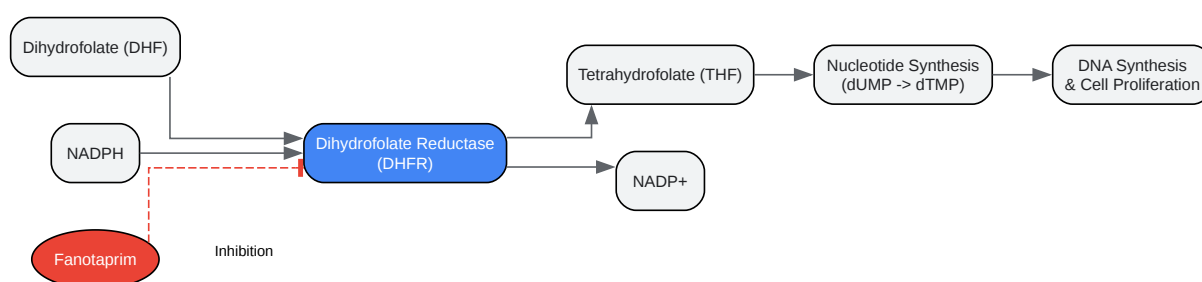 Dihydrofolate (DHF)
NADPH
Fanotaprim
Inhibition
Dihydrofolate Reductase
(DHFR)
Tetrahydrofolate (THF)
NADP+
Nucleotide Synthesis
(dUMP -> dTMP)
DNA Synthesis
& Cell Proliferation